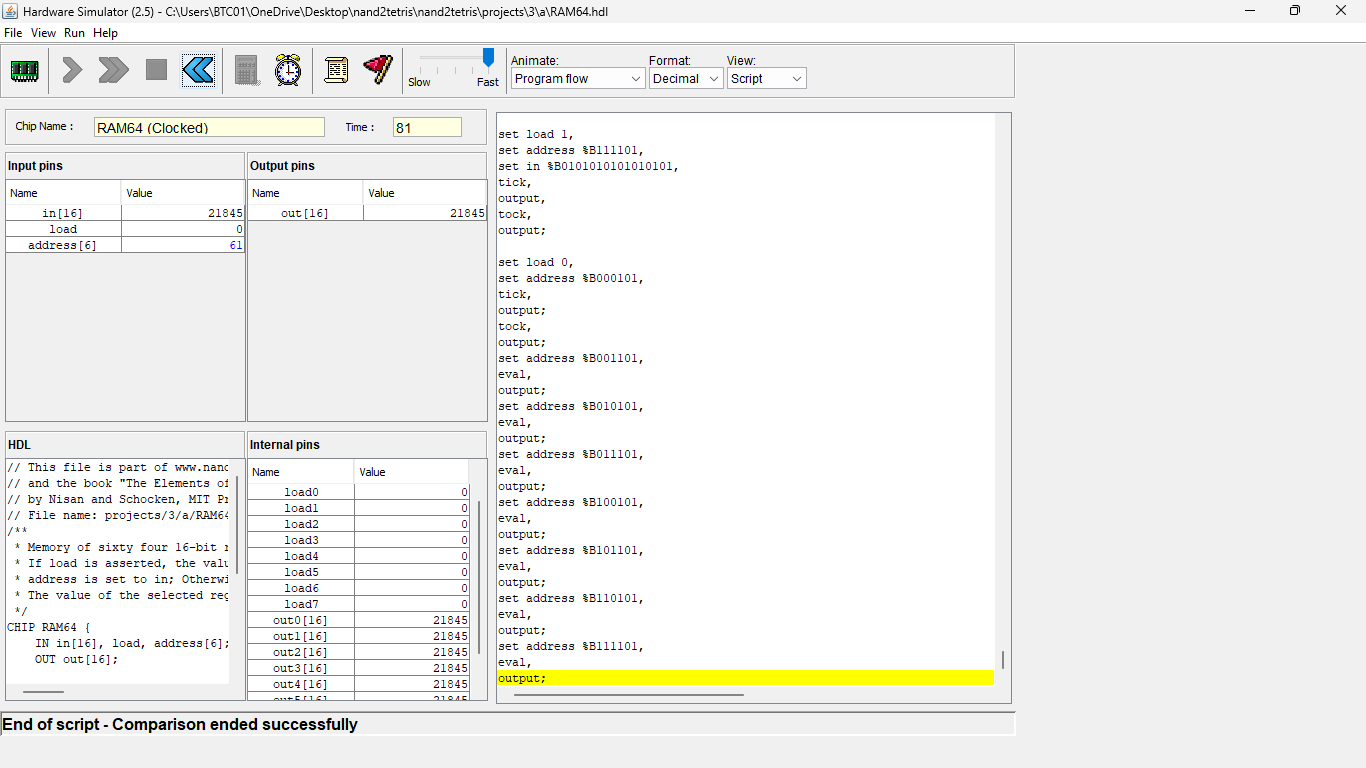 Hardware Simulator (2.5) - C:\Users\BTC01\OneDrive\Desktop\nand2tetris\nand2tetris\projects\3\a\RAM64.hdl
File View Run Help
Slow Fast
Animate: Format: View:
Program flow Decimal Script
Chip Name : RAM64 (Clocked) Time : 81
Input pins
Name Value
in[16] 21845
load 0
address[6] 61
Output pins
Name Value
out[16] 21845
HDL
// This file is part of www.nand
// and the book "The Elements of
// by Nisan and Schocken, MIT Pr
// File name: projects/3/a/RAM64
/**
* Memory of sixty four 16-bit r
* If load is asserted, the valu
* address is set to in; Otherwi
* The value of the selected reg
*/
CHIP RAM64 {
IN in[16], load, address[6];
OUT out[16];
Internal pins
Name Value
load0 0
load1 0
load2 0
load3 0
load4 0
load5 0
load6 0
load7 0
out0[16] 21845
out1[16] 21845
out2[16] 21845
out3[16] 21845
out4[16] 21845
out5[16] 21845
set load 1,
set address %B111101,
set in %B0101010101010101,
tick,
output,
tock,
output;
set load 0,
set address %B000101,
tick,
output;
tock,
output;
set address %B001101,
eval,
output;
set address %B010101,
eval,
output;
set address %B011101,
eval,
output;
set address %B100101,
eval,
output;
set address %B101101,
eval,
output;
set address %B110101,
eval,
output;
set address %B111101,
eval,
output;
End of script - Comparison ended successfully